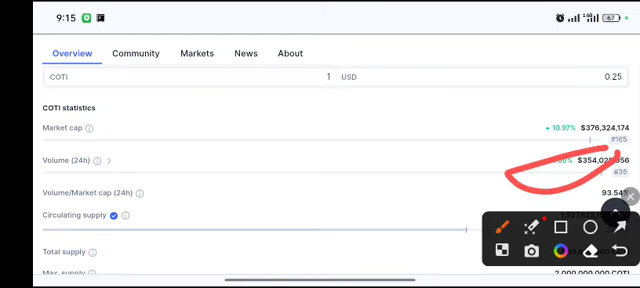 9:15
67
Overview Community Markets News About
COTI 1 USD 0.25
COTI statistics
Market cap 10.97% $376,324,174
#165
Volume (24h)
#36
Volume/Market cap (24h) 93.54%
Circulating supply
Total supply
Max. supply 2,000,000,000 COTI